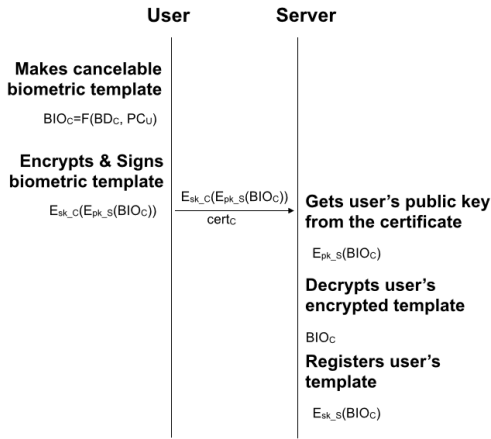 User
Server
Makes cancelable
biometric template
BIOC=F(BDC, PCU)
Encrypts & Signs
biometric template
Esk_C(Epk_S(BIOC))
Esk_C(Epk_S(BIOC))
certC
Gets user's public key
from the certificate
Epk_S(BIOC)
Decrypts user's
encrypted template
BIOC
Registers user's
template
Esk_S(BIOC)